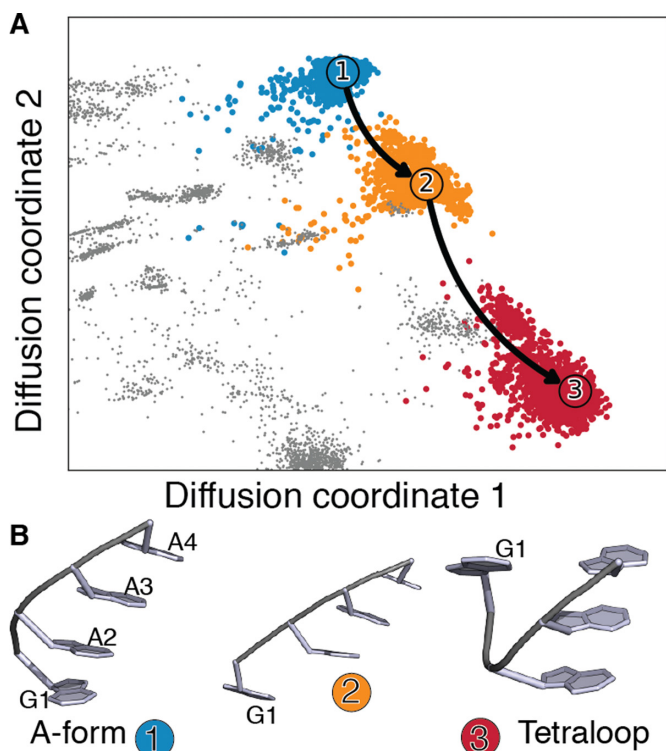 A
Diffusion coordinate 2
1
2
3
Diffusion coordinate 1
B
A4
A3
A2
G1
G1
G1
A-form 1
2
3 Tetraloop